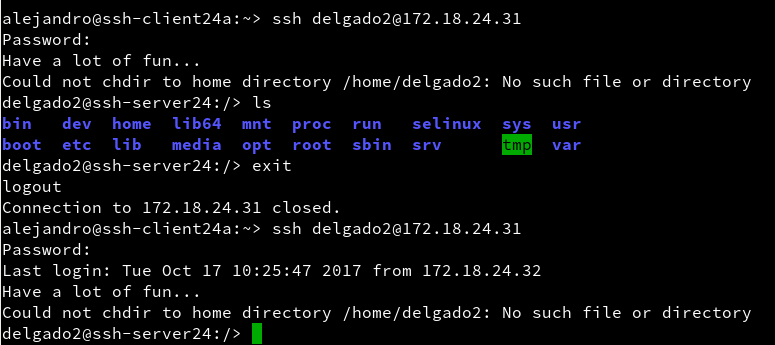 alejandro@ssh-client24a:~> ssh delgado2@172.18.24.31
Password:
Have a lot of fun...
Could not chdir to home directory /home/delgado2: No such file or directory
delgado2@ssh-server24:/> ls
bin   dev  home  lib64  mnt  proc  run   selinux  sys  usr
boot  etc  lib   media  opt  root  sbin  srv      tmp  var
delgado2@ssh-server24:/> exit
logout
Connection to 172.18.24.31 closed.
alejandro@ssh-client24a:~> ssh delgado2@172.18.24.31
Password:
Last login: Tue Oct 17 10:25:47 2017 from 172.18.24.32
Have a lot of fun...
Could not chdir to home directory /home/delgado2: No such file or directory
delgado2@ssh-server24:/>